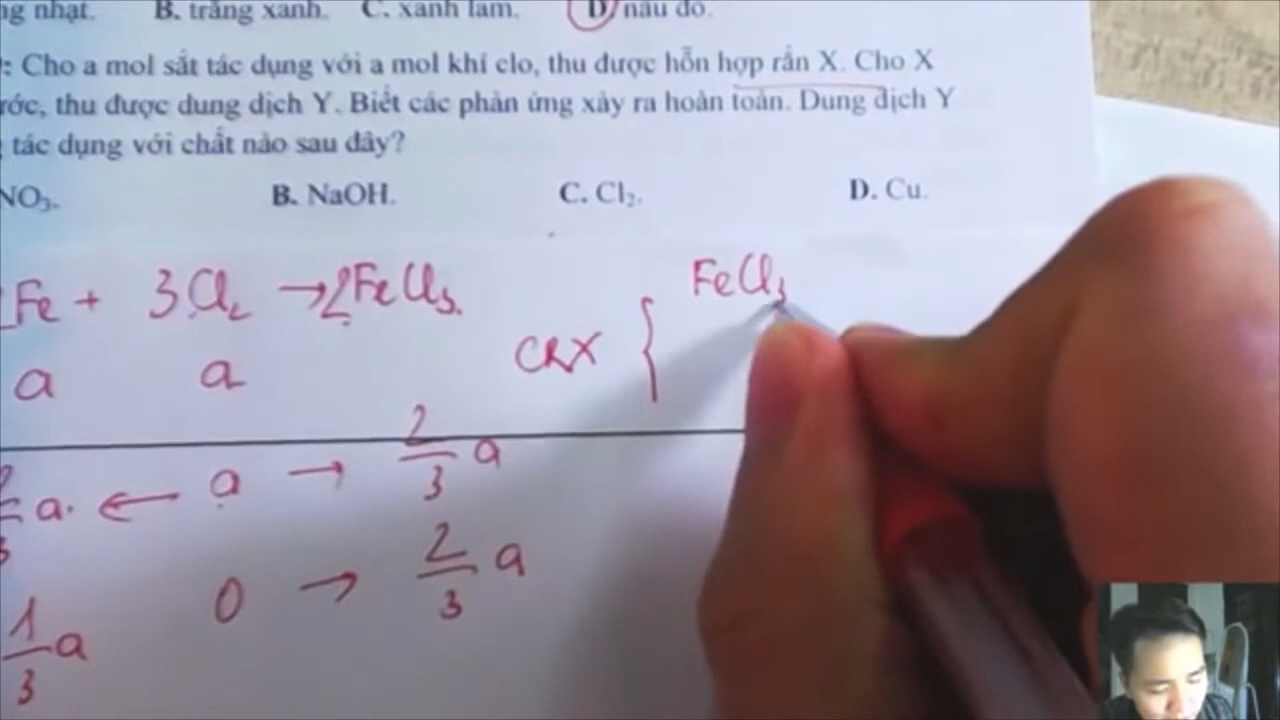 ng nhạt. B. trắng xanh. C. xanh lam. D. nâu đỏ.
: Cho a mol sắt tác dụng với a mol khí clo, thu được hỗn hợp rắn X. Cho X
ước, thu được dung dịch Y. Biết các phản ứng xảy ra hoàn toàn. Dung dịch Y
tác dụng với chất nào sau đây?
NO₃. B. NaOH. C. Cl₂. D. Cu.
2Fe + 3Cl₂ → 2FeCl₃.
a a
CRX { FeCl₃
a. ← a → 2/3 a
0 → 2/3 a
1/3 a